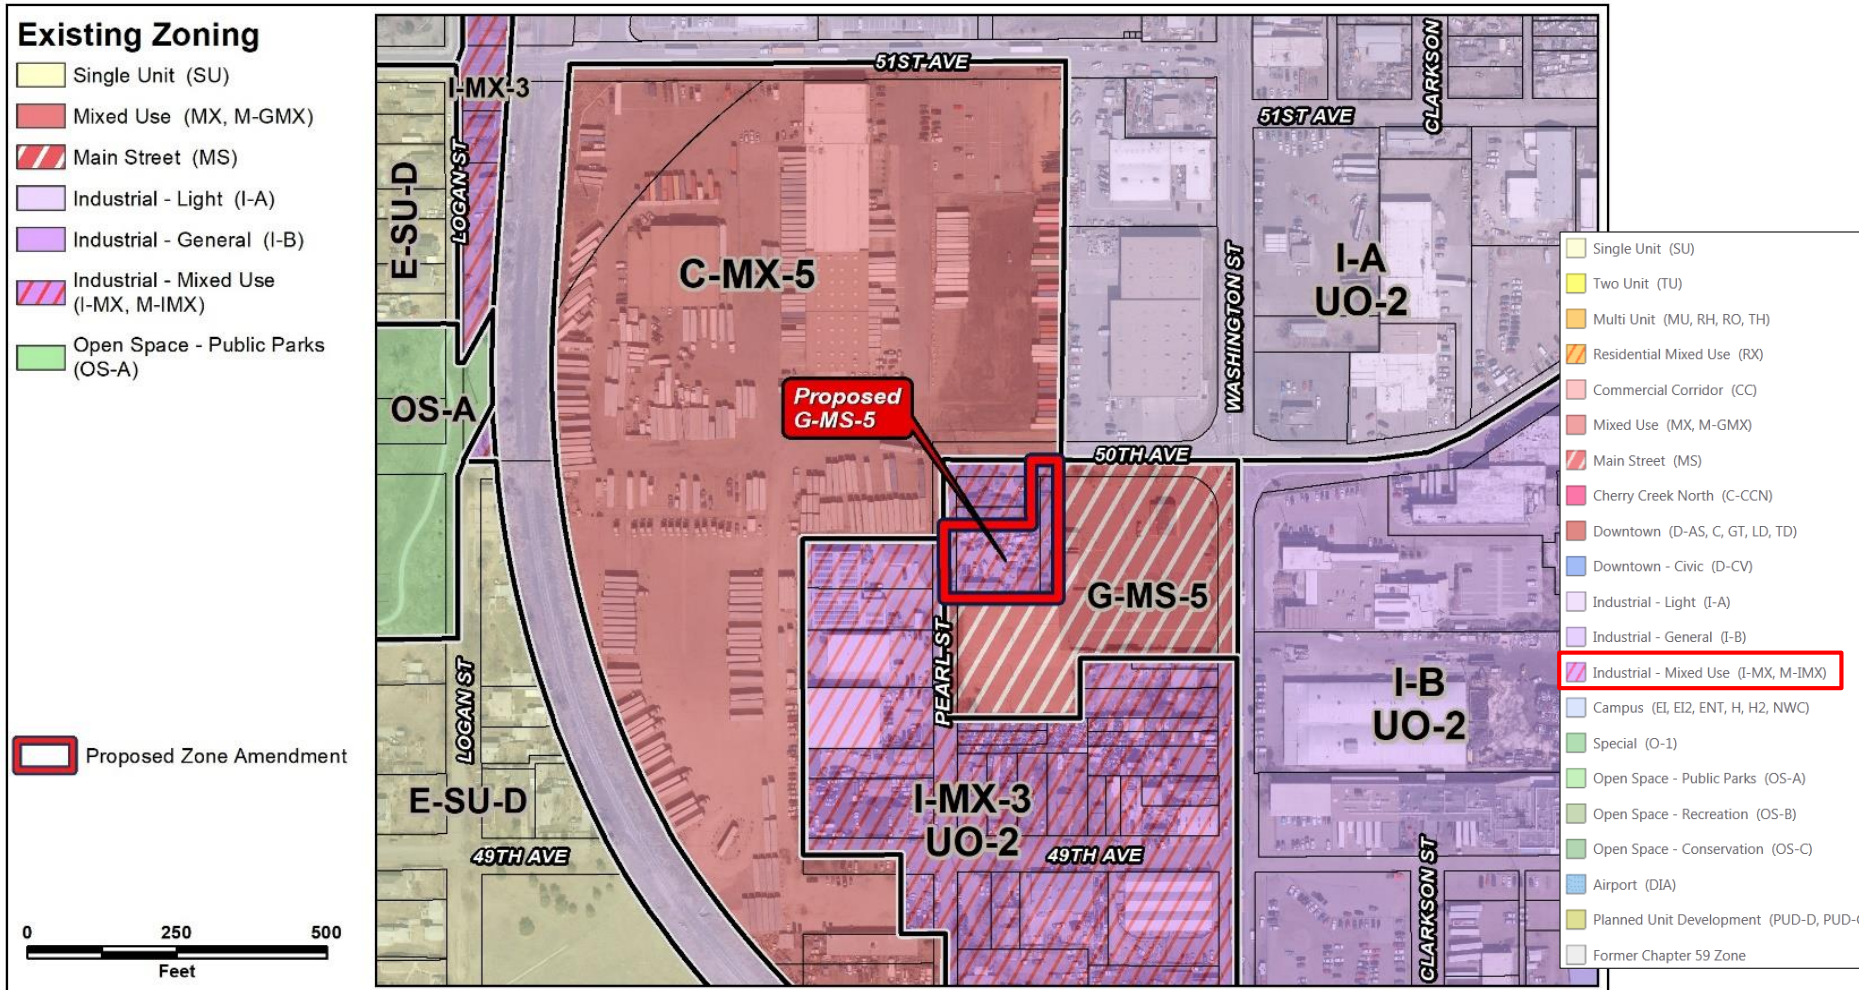 Existing Zoning
Single Unit (SU)
Mixed Use (MX, M-GMX)
Main Street (MS)
Industrial - Light (I-A)
Industrial - General (I-B)
Industrial - Mixed Use
(I-MX, M-IMX)
Open Space - Public Parks
(OS-A)
Proposed Zone Amendment
0 250 500
Feet
51ST AVE
I-MX-3
CLARKSON
51ST AVE
LOGAN ST
E-SU-D
C-MX-5
I-A
UO-2
WASHINGTON ST
OS-A
Proposed
G-MS-5
50TH AVE
G-MS-5
PEARL ST
LOGAN ST
I-B
UO-2
E-SU-D
I-MX-3
UO-2
49TH AVE
49TH AVE
CLARKSON ST
Single Unit (SU)
Two Unit (TU)
Multi Unit (MU, RH, RO, TH)
Residential Mixed Use (RX)
Commercial Corridor (CC)
Mixed Use (MX, M-GMX)
Main Street (MS)
Cherry Creek North (C-CCN)
Downtown (D-AS, C, GT, LD, TD)
Downtown - Civic (D-CV)
Industrial - Light (I-A)
Industrial - General (I-B)
Industrial - Mixed Use (I-MX, M-IMX)
Campus (EI, EI2, ENT, H, H2, NWC)
Special (O-1)
Open Space - Public Parks (OS-A)
Open Space - Recreation (OS-B)
Open Space - Conservation (OS-C)
Airport (DIA)
Planned Unit Development (PUD-D, PUD-
Former Chapter 59 Zone